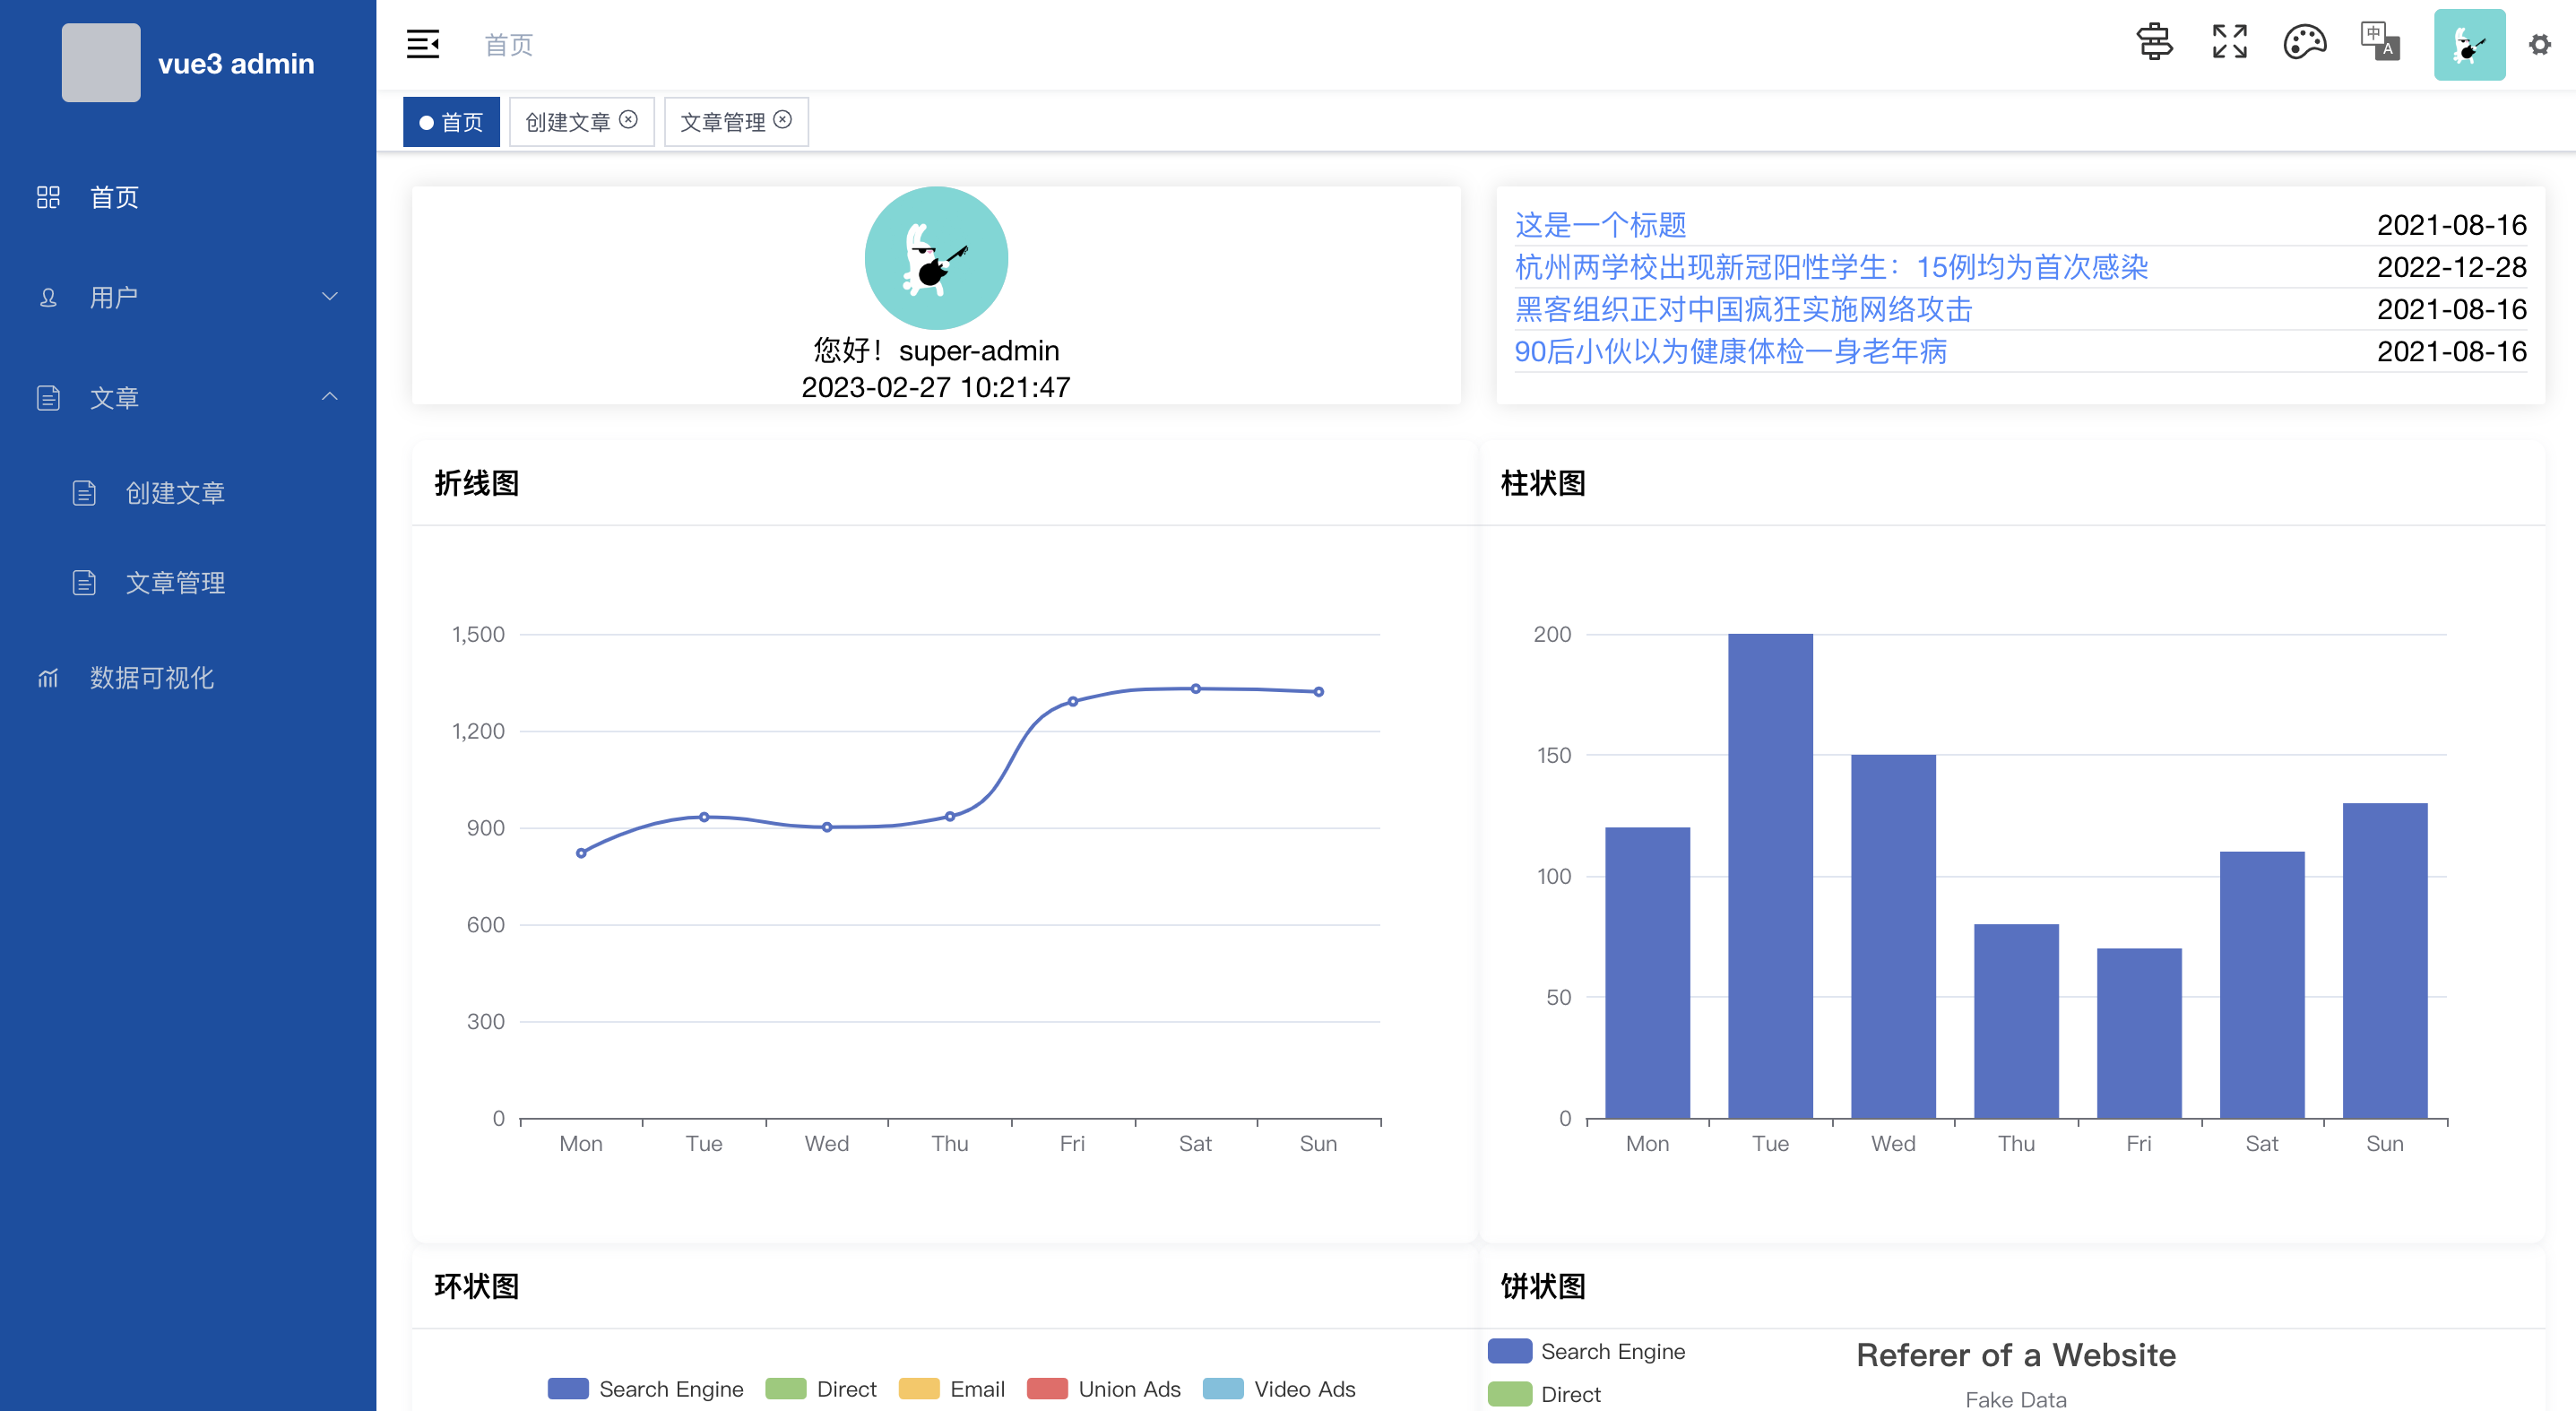 vue3 admin
首页
用户
文章
创建文章
文章管理
数据可视化
首页
中 A
首页
创建文章
文章管理
您好！super-admin
2023-02-27 10:21:47
这是一个标题 2021-08-16
杭州两学校出现新冠阳性学生：15例均为首次感染 2022-12-28
黑客组织正对中国疯狂实施网络攻击 2021-08-16
90后小伙以为健康体检一身老年病 2021-08-16
折线图
1,500
1,200
900
600
300
0
Mon Tue Wed Thu Fri Sat Sun
柱状图
200
150
100
50
0
Mon Tue Wed Thu Fri Sat Sun
环状图
Search Engine Direct Email Union Ads Video Ads
饼状图
Search Engine
Direct
Referer of a Website
Fake Data